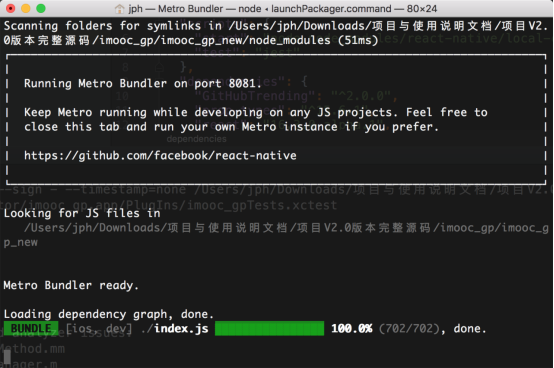 jph — Metro Bundler — node ◂ launchPackager.command — 80×24
Scanning folders for symlinks in /Users/jph/Downloads/项目与使用说明文档/项目V2.
0版本完整源码/imooc_gp/imooc_gp_new/node_modules (51ms)
Running Metro Bundler on port 8081.
Keep Metro running while developing on any JS projects. Feel free to
close this tab and run your own Metro instance if you prefer.
https://github.com/facebook/react-native
Looking for JS files in
/Users/jph/Downloads/项目与使用说明文档/项目V2.0版本完整源码/imooc_gp/imooc_g
p_new
Metro Bundler ready.
Loading dependency graph, done.
BUNDLE [ios, dev] ./index.js 100.0% (702/702), done.